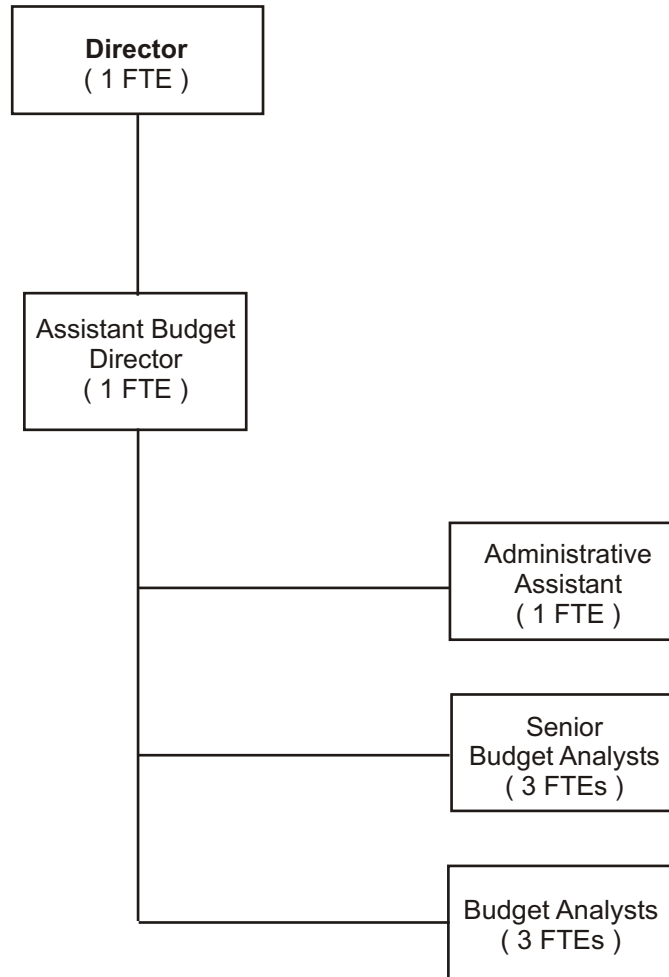 Director
( 1 FTE )
Assistant Budget
Director
( 1 FTE )
Administrative
Assistant
( 1 FTE )
Senior
Budget Analysts
( 3 FTEs )
Budget Analysts
( 3 FTEs )